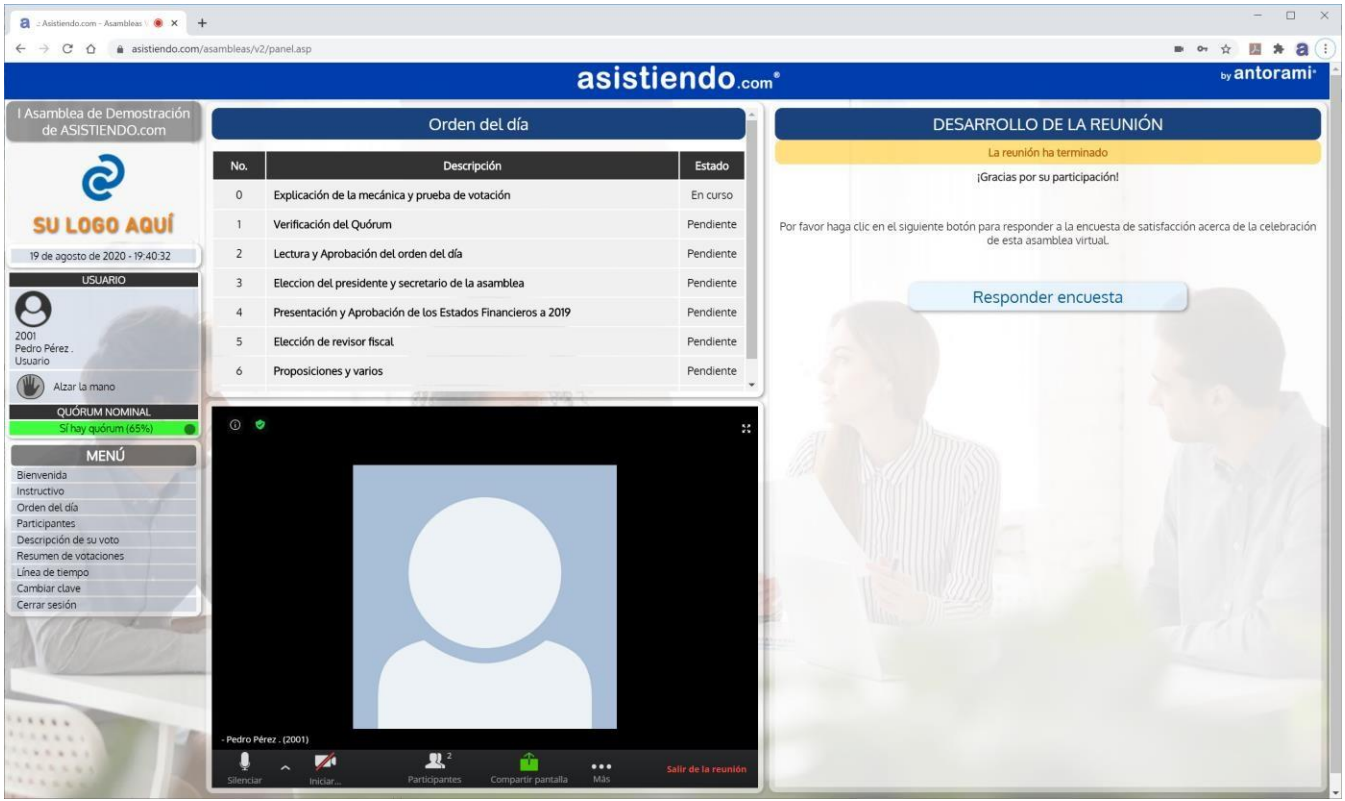 .: Asistiendo.com - Asambleas
asistiendo.com/asambleas/v2/panel.asp
asistiendo.com®
by antorami®
I Asamblea de Demostración
de ASISTIENDO.com
SU LOGO AQUÍ
19 de agosto de 2020 - 19:40:32
USUARIO
2001
Pedro Pérez .
Usuario
Alzar la mano
QUÓRUM NOMINAL
Sí hay quórum (65%)
MENÚ
Bienvenida
Instructivo
Orden del día
Participantes
Descripción de su voto
Resumen de votaciones
Línea de tiempo
Cambiar clave
Cerrar sesión
Orden del día
No. Descripción Estado
0 Explicación de la mecánica y prueba de votación En curso
1 Verificación del Quórum Pendiente
2 Lectura y Aprobación del orden del día Pendiente
3 Eleccion del presidente y secretario de la asamblea Pendiente
4 Presentación y Aprobación de los Estados Financieros a 2019 Pendiente
5 Elección de revisor fiscal Pendiente
6 Proposiciones y varios Pendiente
- Pedro Pérez . (2001)
Silenciar Iniciar... Participantes 2 Compartir pantalla Más Salir de la reunión
DESARROLLO DE LA REUNIÓN
La reunión ha terminado
¡Gracias por su participación!
Por favor haga clic en el siguiente botón para responder a la encuesta de satisfacción acerca de la celebración
de esta asamblea virtual.
Responder encuesta